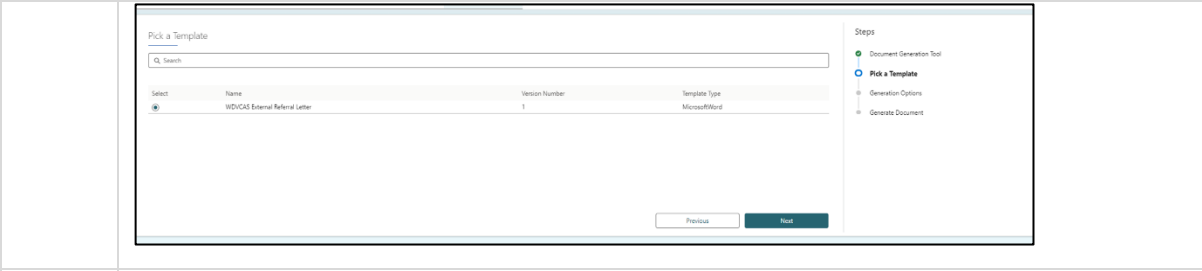 Pick a Template
Search
Select Name Version Number Template Type
WDVCAS External Referral Letter 1 MicrosoftWord
Previous Next
Steps
Document Generation Tool
Pick a Template
Generation Options
Generate Document